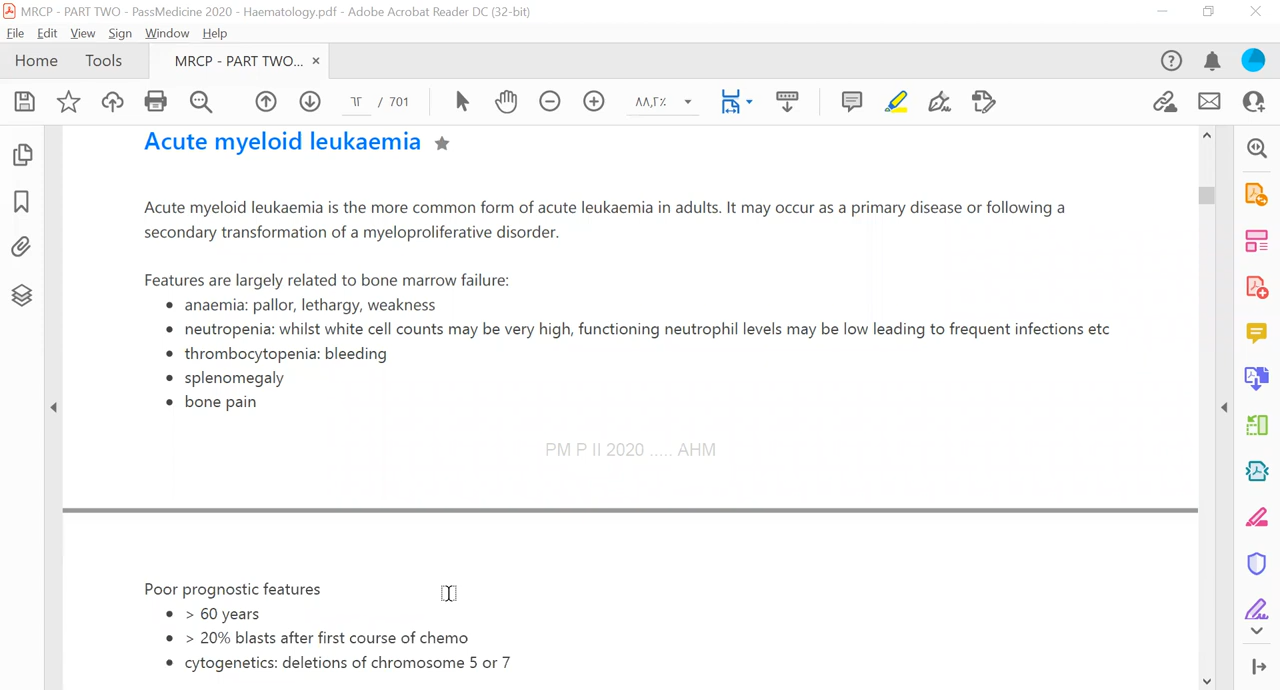 MRCP - PART TWO - PassMedicine 2020 - Haematology.pdf - Adobe Acrobat Reader DC (32-bit)
File Edit View Sign Window Help
Home Tools MRCP - PART TWO... ×
٦٢ / 701 ٨٨,٢٪
Acute myeloid leukaemia
Acute myeloid leukaemia is the more common form of acute leukaemia in adults. It may occur as a primary disease or following a
secondary transformation of a myeloproliferative disorder.
Features are largely related to bone marrow failure:
• anaemia: pallor, lethargy, weakness
• neutropenia: whilst white cell counts may be very high, functioning neutrophil levels may be low leading to frequent infections etc
• thrombocytopenia: bleeding
• splenomegaly
• bone pain
PM P II 2020 ..... AHM
Poor prognostic features
• > 60 years
• > 20% blasts after first course of chemo
• cytogenetics: deletions of chromosome 5 or 7